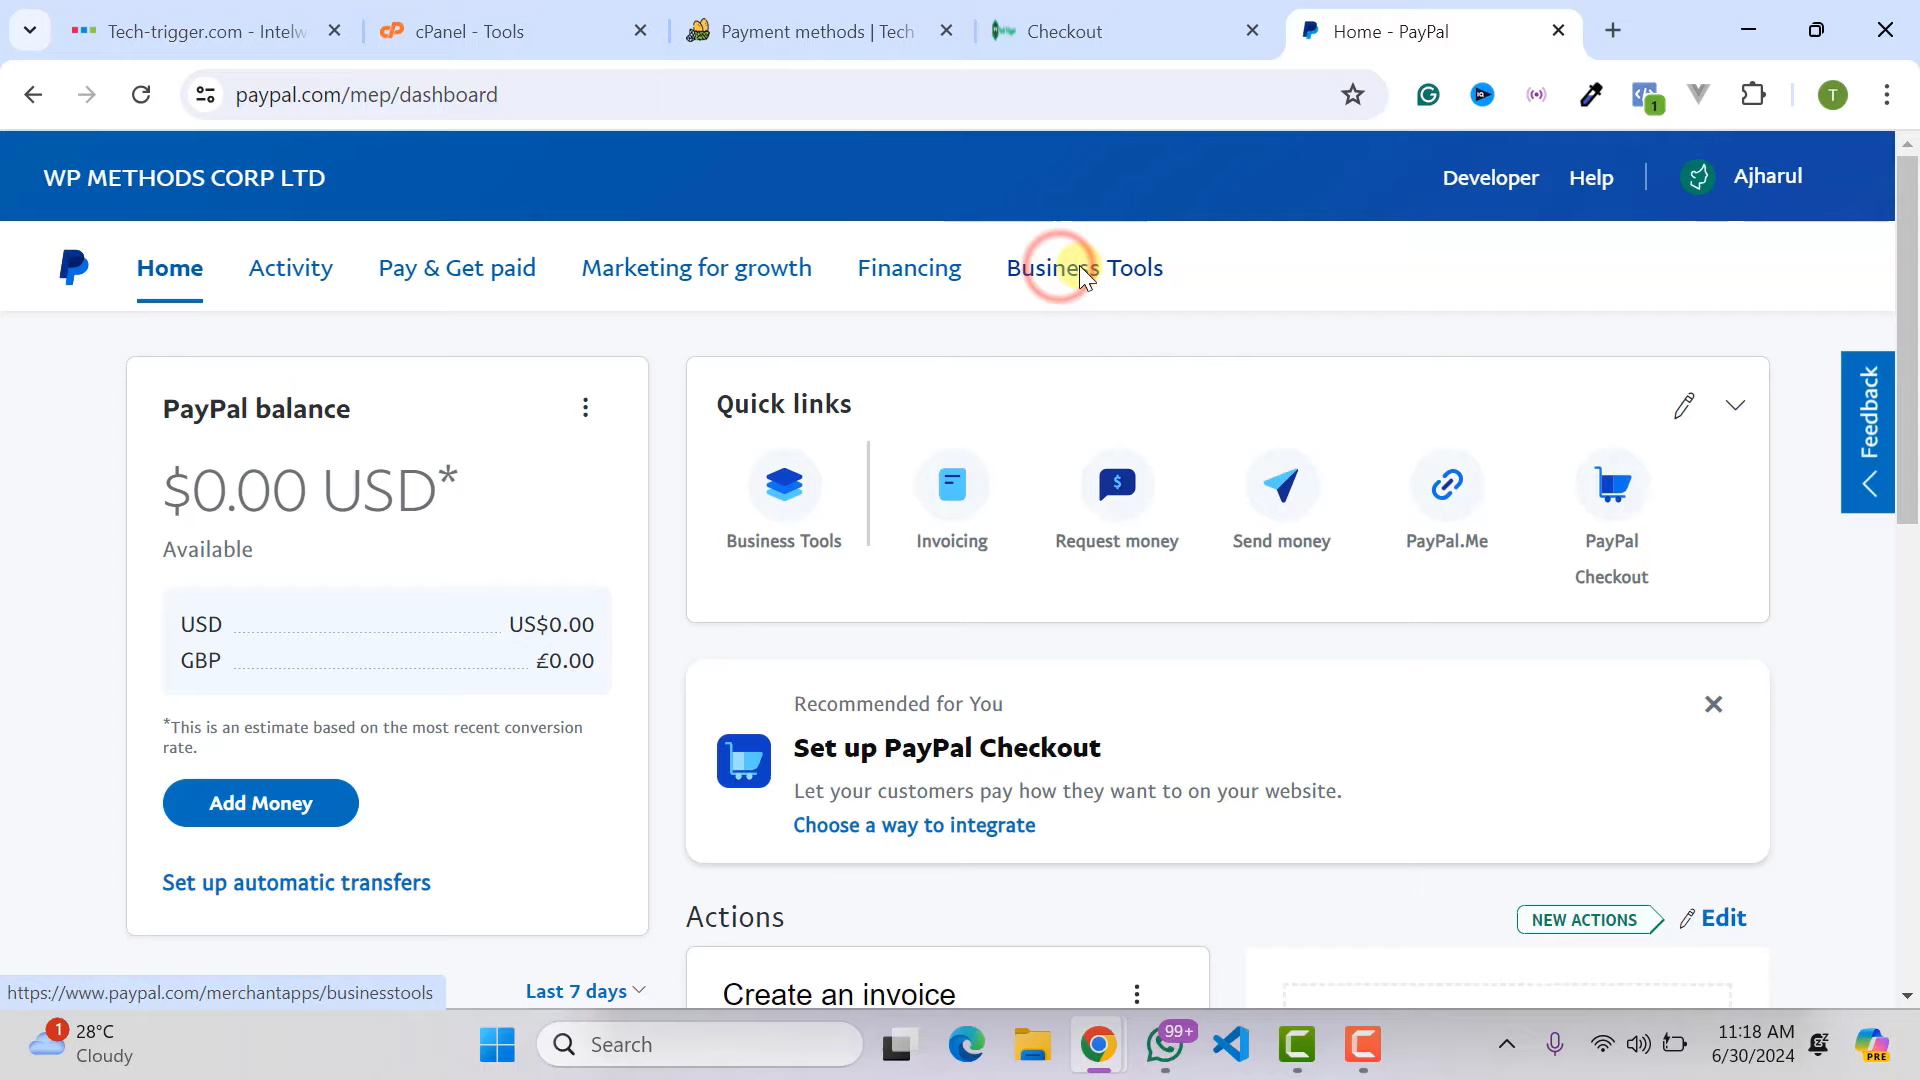 Tech-trigger.com - Intelw
cPanel - Tools
Payment methods | Tech
Checkout
Home - PayPal
paypal.com/mep/dashboard
1
T
WP METHODS CORP LTD
Developer
Help
Ajharul
Home
Activity
Pay & Get paid
Marketing for growth
Financing
Business Tools
PayPal balance
$0.00 USD*
Available
USD US$0.00
GBP £0.00
*This is an estimate based on the most recent conversion
rate.
Add Money
Set up automatic transfers
Quick links
Business Tools
Invoicing
Request money
Send money
PayPal.Me
PayPal
Checkout
Feedback
Recommended for You
Set up PayPal Checkout
Let your customers pay how they want to on your website.
Choose a way to integrate
Actions
NEW ACTIONS
Edit
Create an invoice
Last 7 days
https://www.paypal.com/merchantapps/businesstools
1
28°C
Cloudy
Search
99+
11:18 AM
6/30/2024
PRE